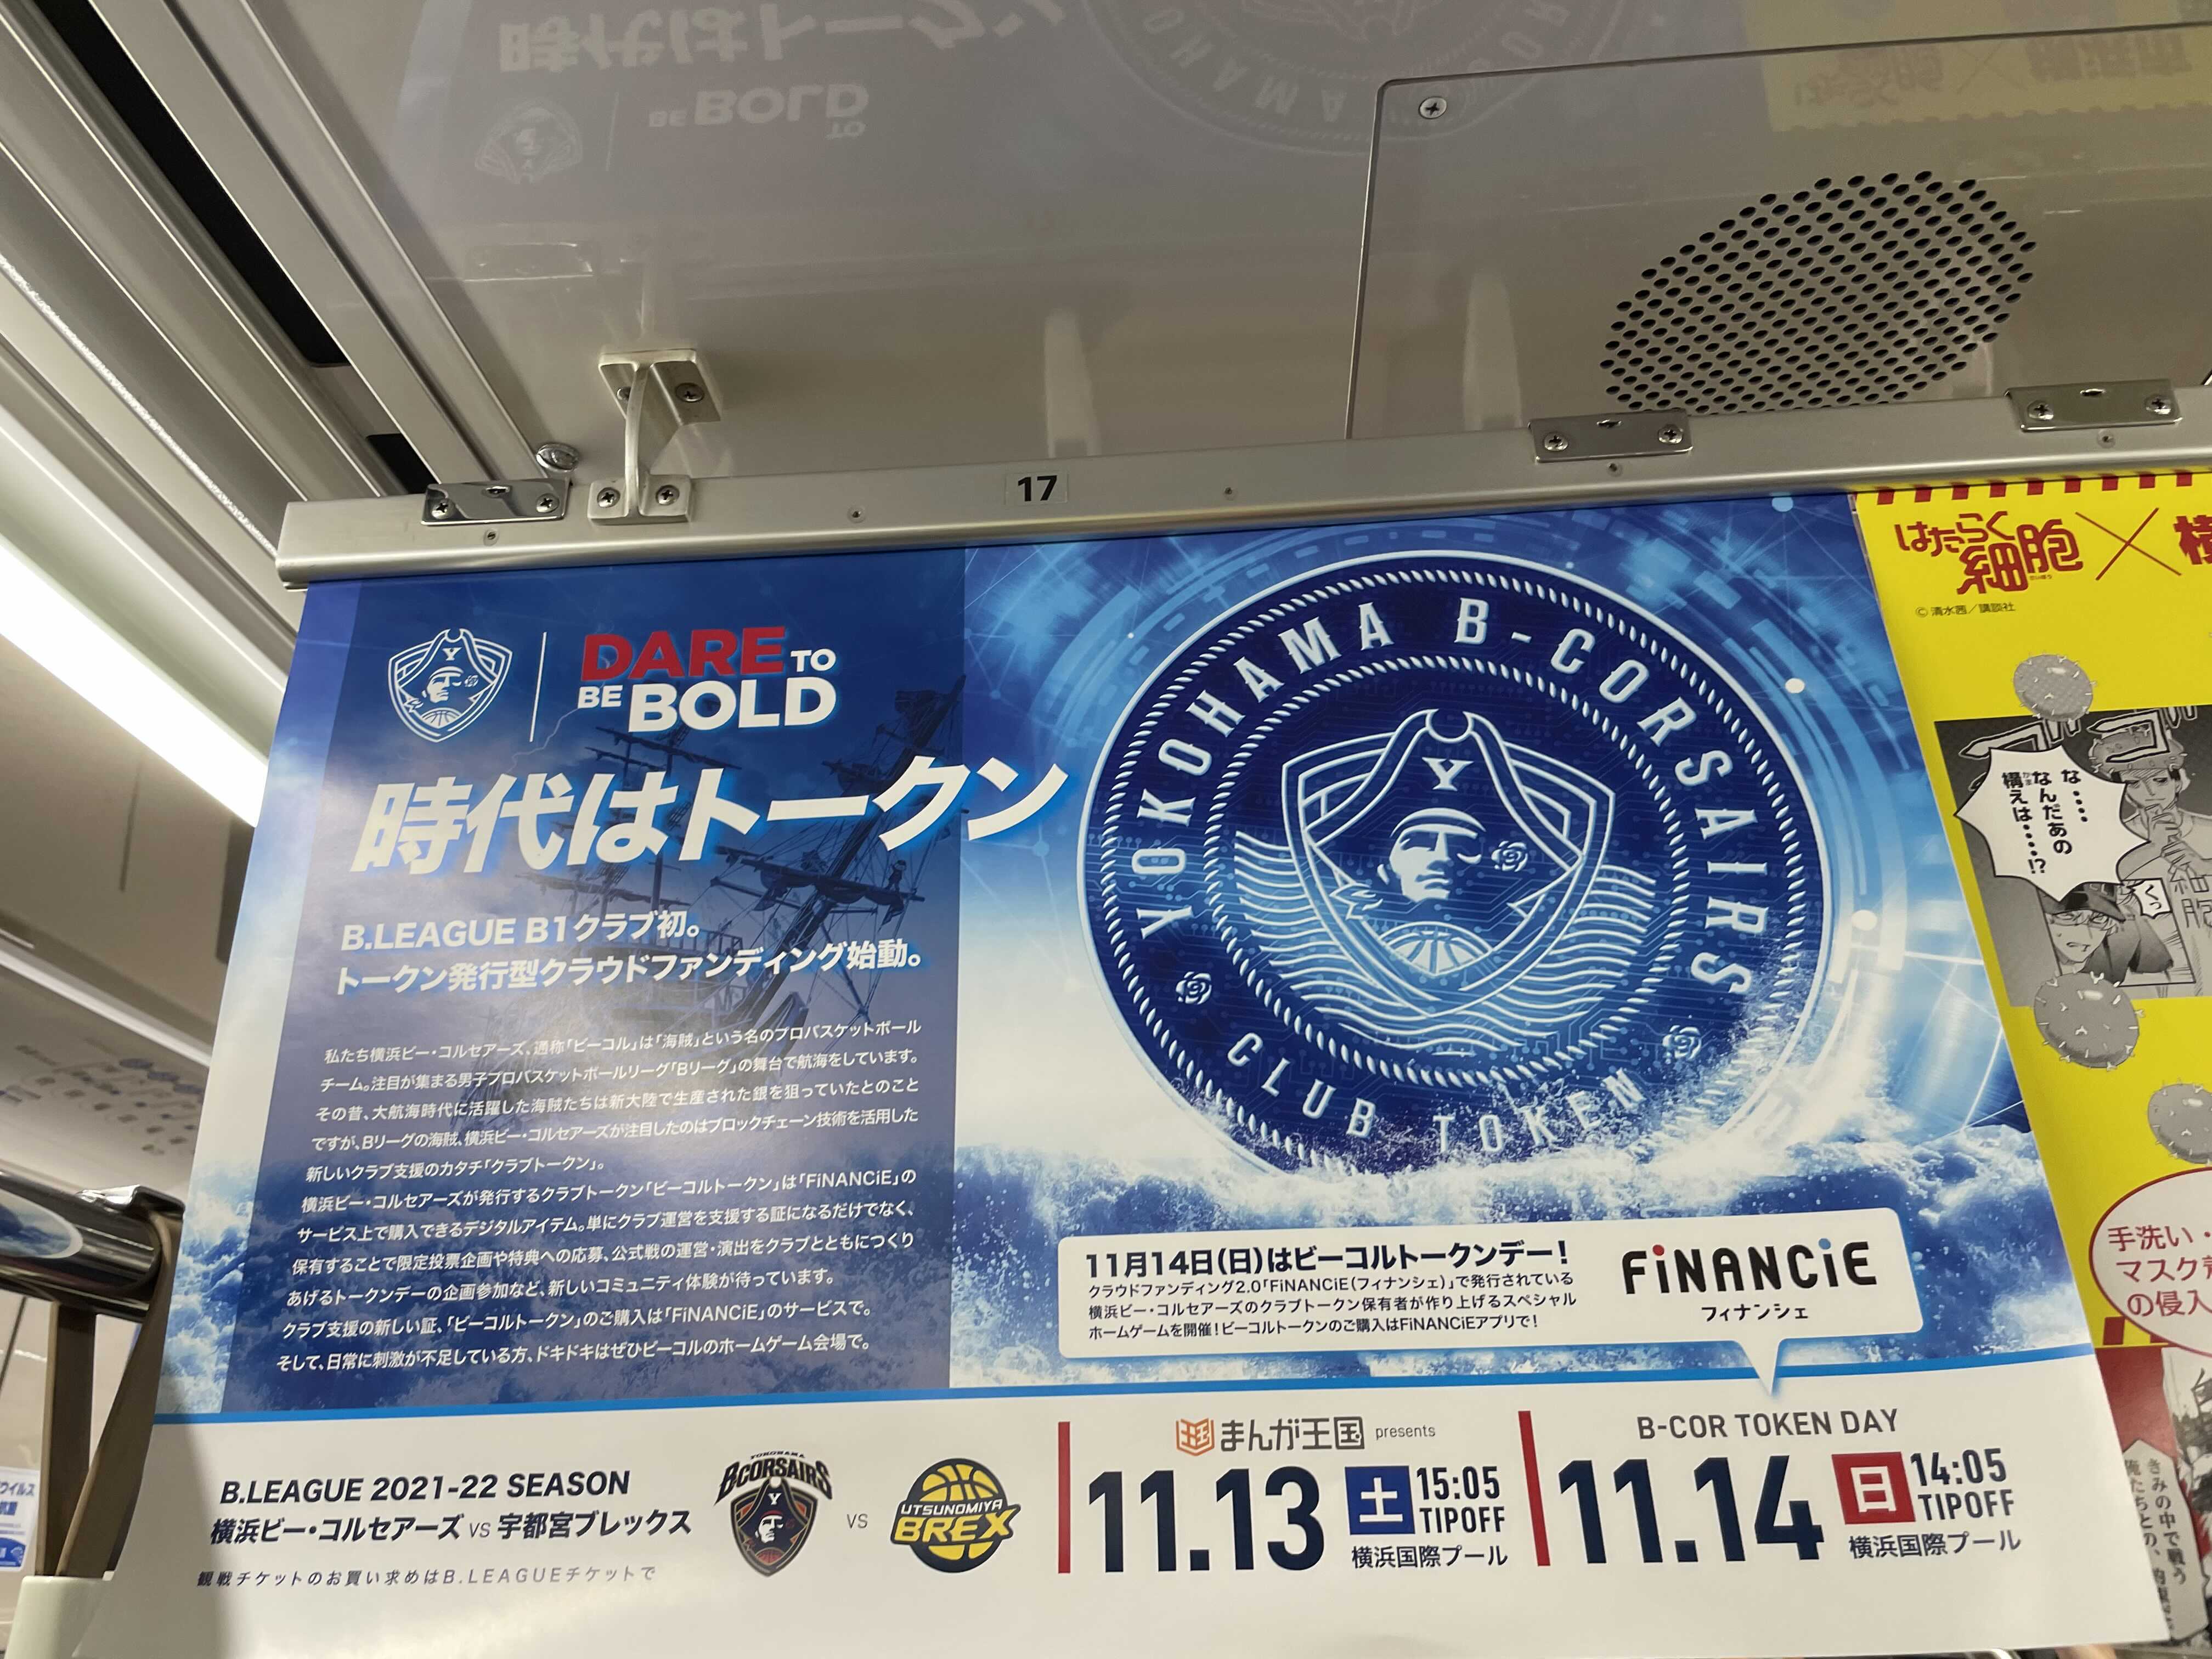 17
DARE TO
BE BOLD
時代はトークン
B.LEAGUE B1クラブ初。
トークン発行型クラウドファンディング始動。
私たち横浜ビー・コルセアーズ、通称「ビーコル」は「海賊」という名のプロバスケットボール
チーム。注目が集まる男子プロバスケットボールリーグ「Bリーグ」の舞台で航海をしています。
その昔、大航海時代に活躍した海賊たちは新大陸で生産された銀を狙っていたとのこと
ですが、Bリーグの海賊、横浜ビー・コルセアーズが注目したのはブロックチェーン技術を活用した
新しいクラブ支援のカタチ「クラブトークン」。
横浜ビー・コルセアーズが発行するクラブトークン「ビーコルトークン」は「FiNANCiE」の
サービス上で購入できるデジタルアイテム。単にクラブ運営を支援する証になるだけでなく、
保有することで限定投票企画や特典への応募、公式戦の運営・演出をクラブとともにつくり
あげるトークンデーの企画参加など、新しいコミュニティ体験が待っています。
クラブ支援の新しい証、「ビーコルトークン」のご購入は「FiNANCiE」のサービスで。
そして、日常に刺激が不足している方、ドキドキはぜひビーコルのホームゲーム会場で。
YOKOHAMA B-CORSAIRS
Y
CLUB TOKEN
11月14日(日)はビーコルトークンデー！
クラウドファンディング2.0「FiNANCiE(フィナンシェ)」で発行されている
横浜ビー・コルセアーズのクラブトークン保有者が作り上げるスペシャル
ホームゲームを開催！ビーコルトークンのご購入はFiNANCiEアプリで！
FiNANCiE
フィナンシェ
B.LEAGUE 2021-22 SEASON
横浜ビー・コルセアーズ VS 宇都宮ブレックス
観戦チケットのお買い求めはB.LEAGUEチケットで
YOKOHAMA
BCORSAIRS
Y
VS
UTSUNOMIYA
BREX
まんが王国 presents
11.13 土 15:05
TIPOFF
横浜国際プール
B-COR TOKEN DAY
11.14 日 14:05
TIPOFF
横浜国際プール
はたらく
細胞 × 横
© 清水茜／講談社
な‥‥
なんだあの
構えは‥‥!?
くっ
細胞
手洗い・
マスク
の侵入
きみの中で戦う
俺たちとの、